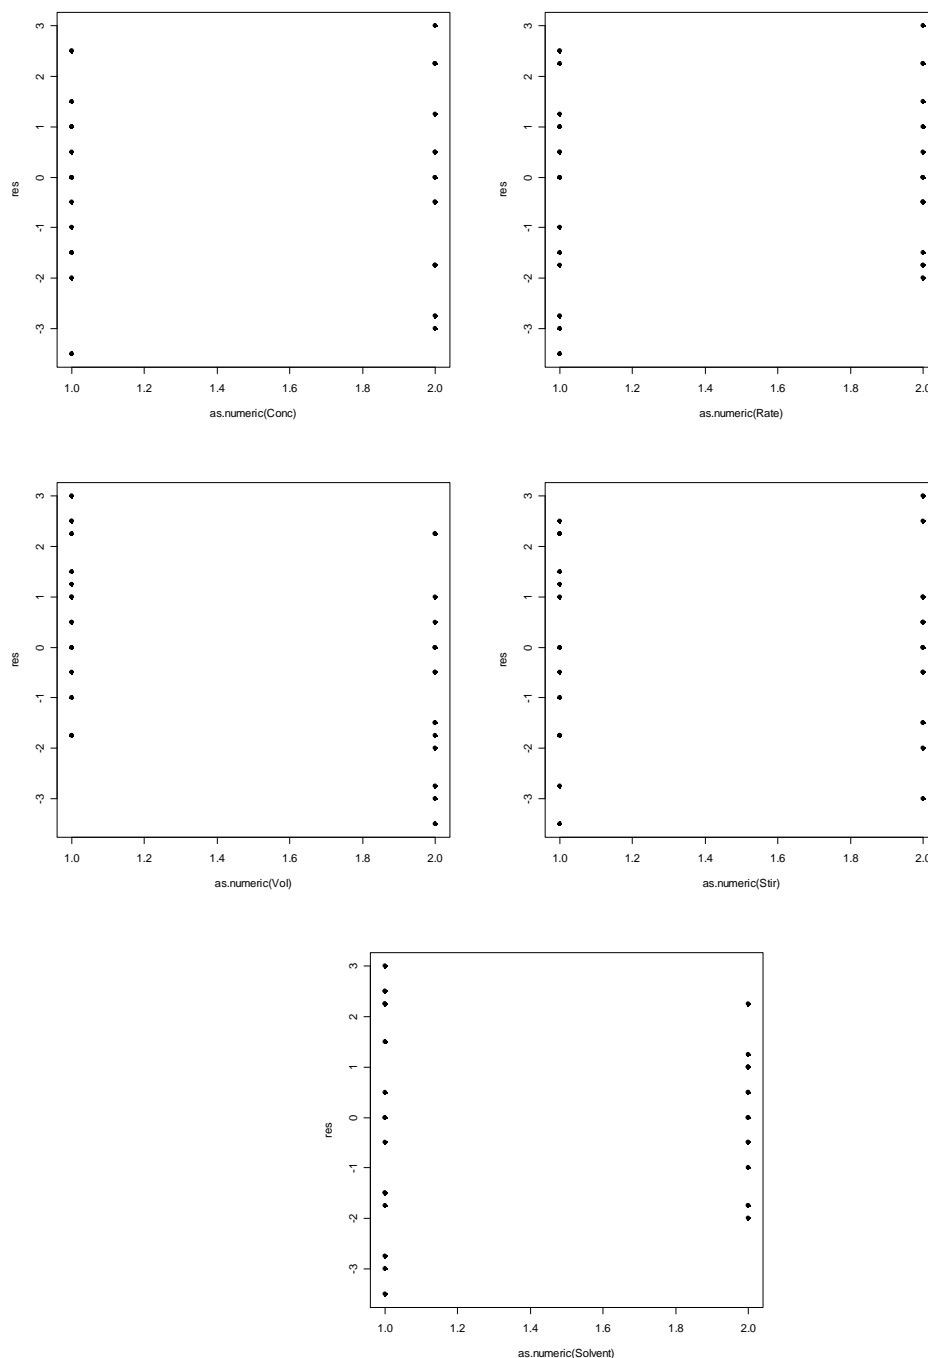 3
2
1
0
-1
-2
-3
res
1.0 1.2 1.4 1.6 1.8 2.0
as.numeric(Conc)
3
2
1
0
-1
-2
-3
res
1.0 1.2 1.4 1.6 1.8 2.0
as.numeric(Rate)
3
2
1
0
-1
-2
-3
res
1.0 1.2 1.4 1.6 1.8 2.0
as.numeric(Vol)
3
2
1
0
-1
-2
-3
res
1.0 1.2 1.4 1.6 1.8 2.0
as.numeric(Stir)
3
2
1
0
-1
-2
-3
res
1.0 1.2 1.4 1.6 1.8 2.0
as.numeric(Solvent)